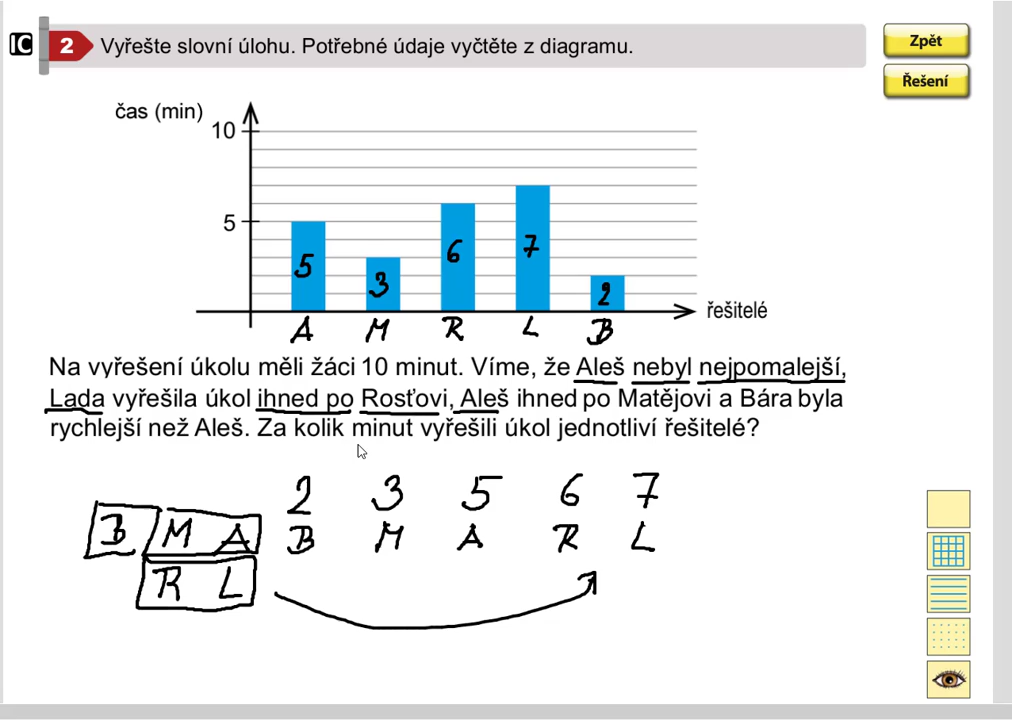 IC
2 Vyřešte slovní úlohu. Potřebné údaje vyčtěte z diagramu.
Zpět
Řešení
čas (min)
10
5
5 3 6 7 2
řešitelé
A M R L B
Na vyřešení úkolu měli žáci 10 minut. Víme, že Aleš nebyl nejpomalejší,
Lada vyřešila úkol ihned po Rosťovi, Aleš ihned po Matějovi a Bára byla
rychlejší než Aleš. Za kolik minut vyřešili úkol jednotliví řešitelé?
2 3 5 6 7
B M A B M A R L
R L